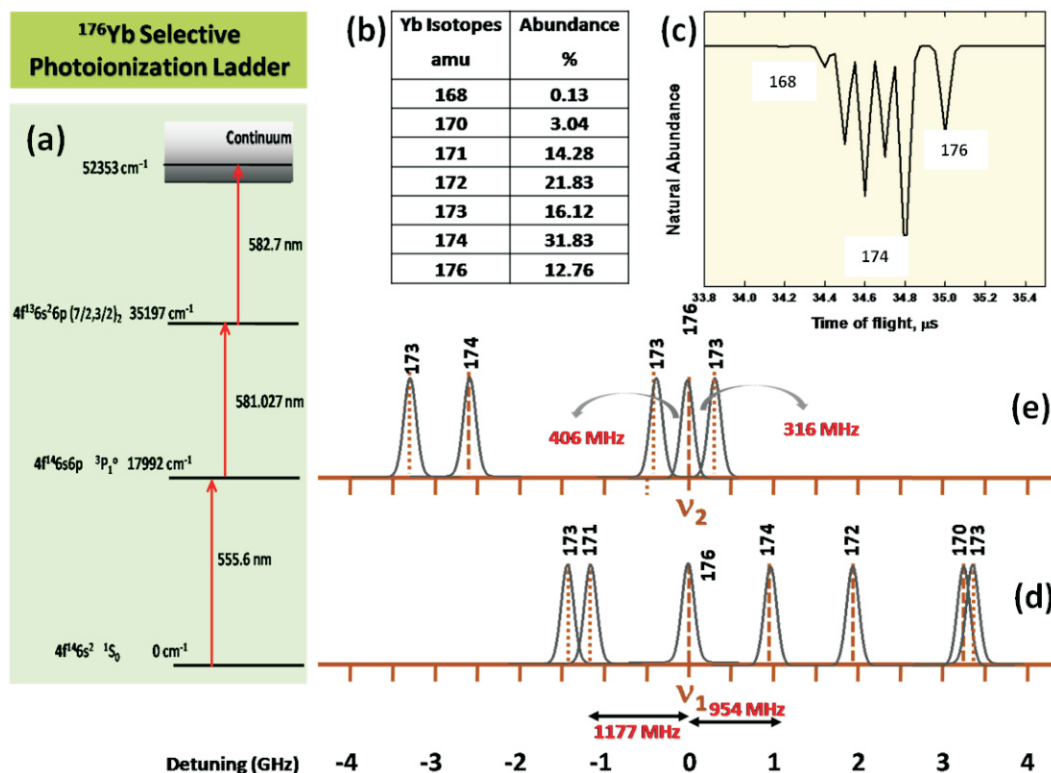 ¹⁷⁶Yb Selective
Photoionization Ladder
(a)
Continuum
52353 cm⁻¹
582.7 nm
4f¹³6s²6p (7/2,3/2)₂ 35197 cm⁻¹
581.027 nm
4f¹⁴6s6p ³P₁° 17992 cm⁻¹
555.6 nm
4f¹⁴6s² ¹S₀ 0 cm⁻¹
(b)
Yb Isotopes amu Abundance %
168 0.13
170 3.04
171 14.28
172 21.83
173 16.12
174 31.83
176 12.76
(c)
Natural Abundance
168
176
174
33.8 34.0 34.2 34.4 34.6 34.8 35.0 35.2 35.4
Time of flight, μs
173 174 173 176 173
(e)
406 MHz
316 MHz
ν₂
173 171 176 174 172 170 173
(d)
ν₁
1177 MHz
954 MHz
Detuning (GHz) -4 -3 -2 -1 0 1 2 3 4